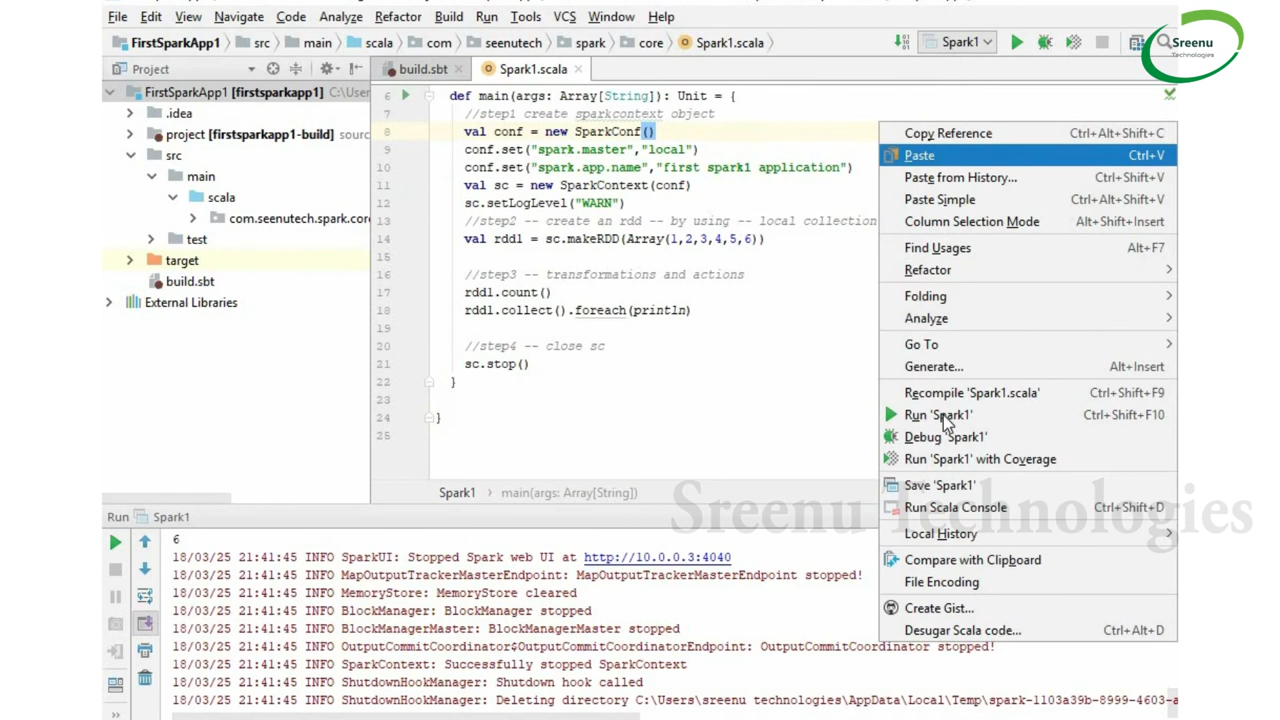 File Edit View Navigate Code Analyze Refactor Build Run Tools VCS Window Help
FirstSparkApp1 src main scala com seenutech spark core Spark1.scala
Spark1
Sreenu
Technologies
Project
build.sbt
Spark1.scala
FirstSparkApp1 [firstsparkapp1] C:\User
.idea
project [firstsparkapp1-build] sourc
src
main
scala
com.seenutech.spark.core
test
target
build.sbt
External Libraries
6 def main(args: Array[String]): Unit = {
7 //step1 create sparkcontext object
8 val conf = new SparkConf()
9 conf.set("spark.master","local")
10 conf.set("spark.app.name","first spark1 application")
11 val sc = new SparkContext(conf)
12 sc.setLogLevel("WARN")
13 //step2 -- create an rdd -- by using -- local collection
14 val rdd1 = sc.makeRDD(Array(1,2,3,4,5,6))
15
16 //step3 -- transformations and actions
17 rdd1.count()
18 rdd1.collect().foreach(println)
19
20 //step4 -- close sc
21 sc.stop()
22 }
23
24 }
25
Spark1 main(args: Array[String])
Copy Reference Ctrl+Alt+Shift+C
Paste Ctrl+V
Paste from History... Ctrl+Shift+V
Paste Simple Ctrl+Alt+Shift+V
Column Selection Mode Alt+Shift+Insert
Find Usages Alt+F7
Refactor
Folding
Analyze
Go To
Generate... Alt+Insert
Recompile 'Spark1.scala' Ctrl+Shift+F9
Run 'Spark1' Ctrl+Shift+F10
Debug 'Spark1'
Run 'Spark1' with Coverage
Save 'Spark1'
Run Scala Console Ctrl+Shift+D
Local History
Compare with Clipboard
File Encoding
Create Gist...
Desugar Scala code... Ctrl+Alt+D
Sreenu Technologies
Run Spark1
6
18/03/25 21:41:45 INFO SparkUI: Stopped Spark web UI at http://10.0.0.3:4040
18/03/25 21:41:45 INFO MapOutputTrackerMasterEndpoint: MapOutputTrackerMasterEndpoint stopped!
18/03/25 21:41:45 INFO MemoryStore: MemoryStore cleared
18/03/25 21:41:45 INFO BlockManager: BlockManager stopped
18/03/25 21:41:45 INFO BlockManagerMaster: BlockManagerMaster stopped
18/03/25 21:41:45 INFO OutputCommitCoordinator$OutputCommitCoordinatorEndpoint: OutputCommitCoordinator stopped!
18/03/25 21:41:45 INFO SparkContext: Successfully stopped SparkContext
18/03/25 21:41:45 INFO ShutdownHookManager: Shutdown hook called
18/03/25 21:41:45 INFO ShutdownHookManager: Deleting directory C:\Users\sreenu technologies\AppData\Local\Temp\spark-1103a39b-8999-4603-a